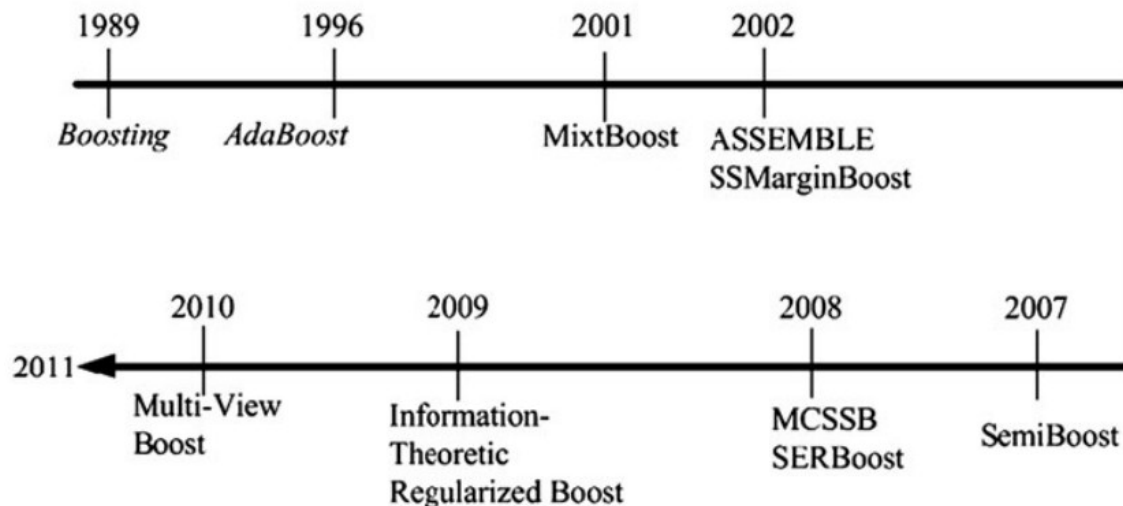 1989 1996 2001 2002
Boosting AdaBoost MixtBoost ASSEMBLE
SSMarginBoost
2010 2009 2008 2007
2011
Multi-View
Boost
Information-
Theoretic
Regularized Boost
MCSSB
SERBoost
SemiBoost